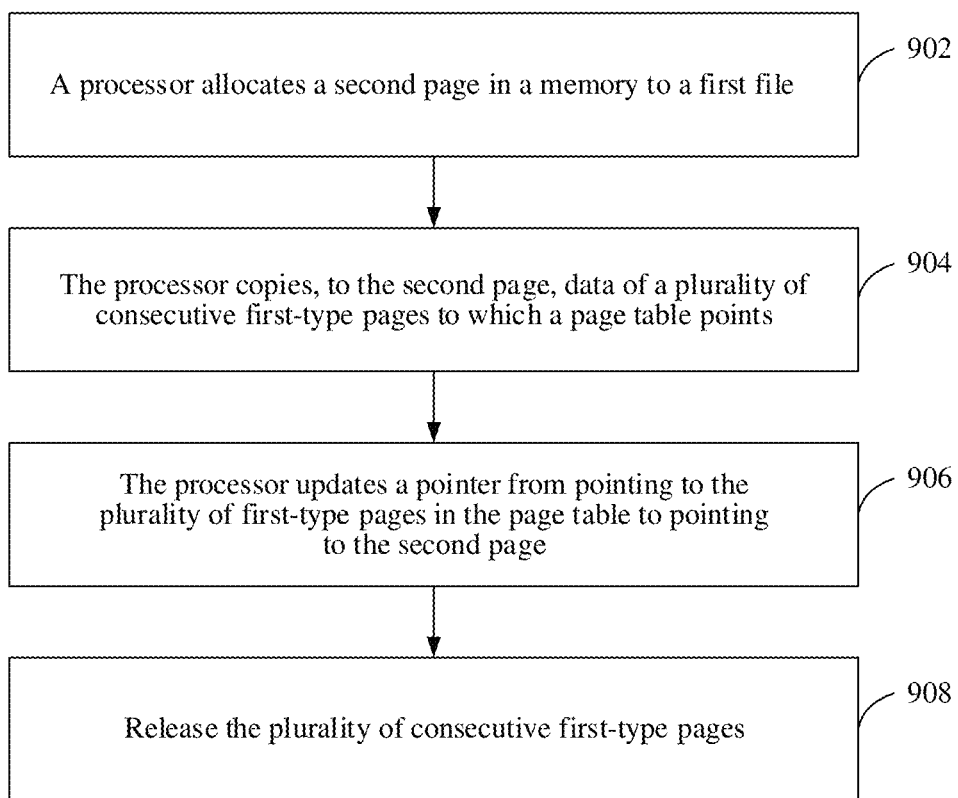 A processor allocates a second page in a memory to a first file
902
The processor copies, to the second page, data of a plurality of
consecutive first-type pages to which a page table points
904
The processor updates a pointer from pointing to the
plurality of first-type pages in the page table to pointing
to the second page
906
Release the plurality of consecutive first-type pages
908